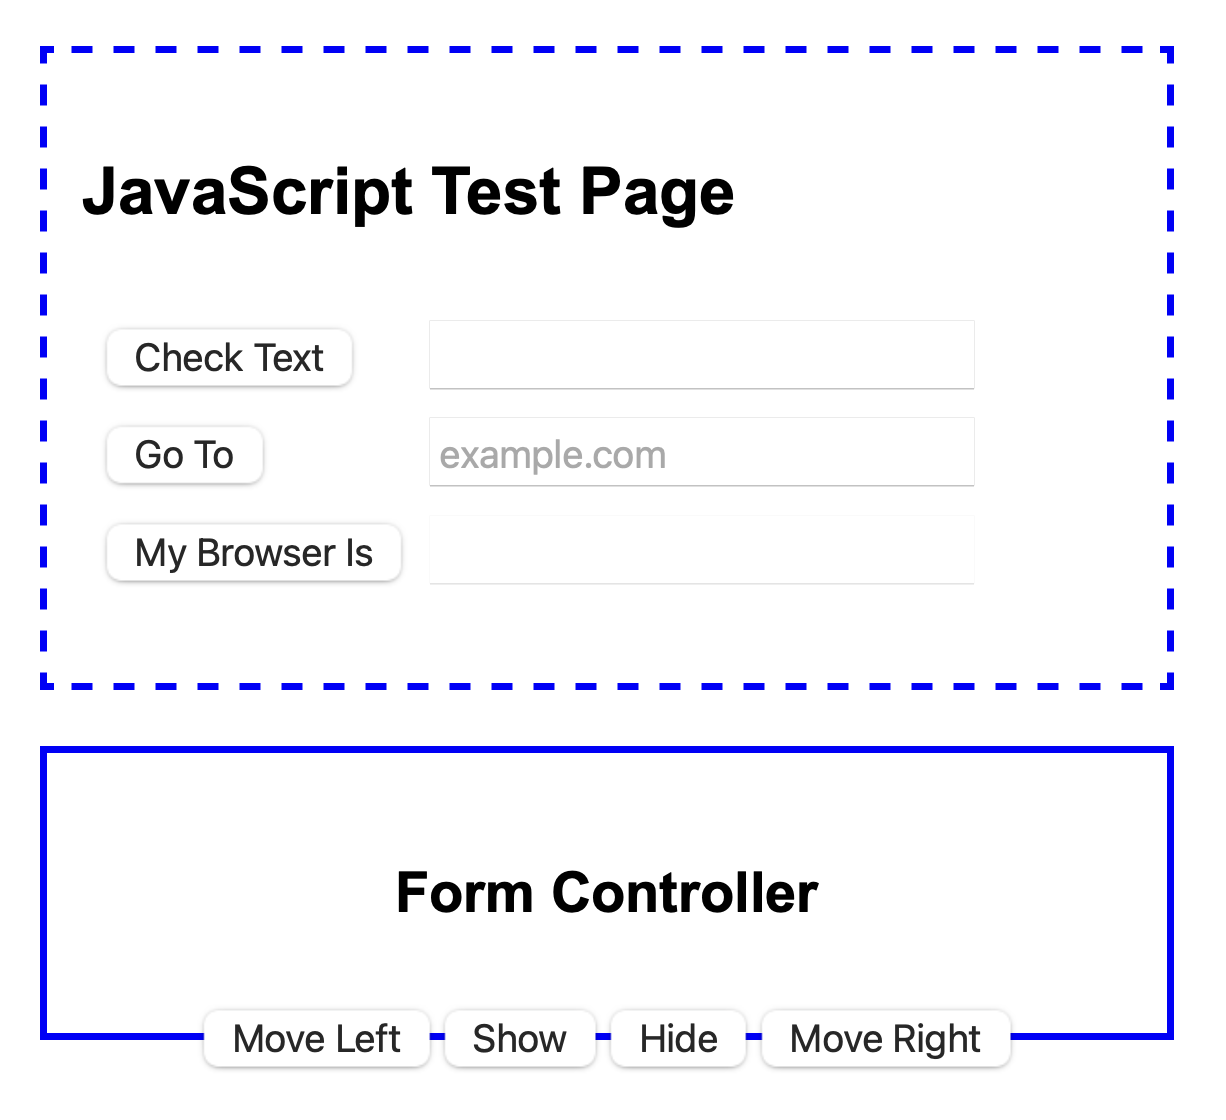 JavaScript Test Page
Check Text
Go To example.com
My Browser Is
Form Controller
Move Left Show Hide Move Right